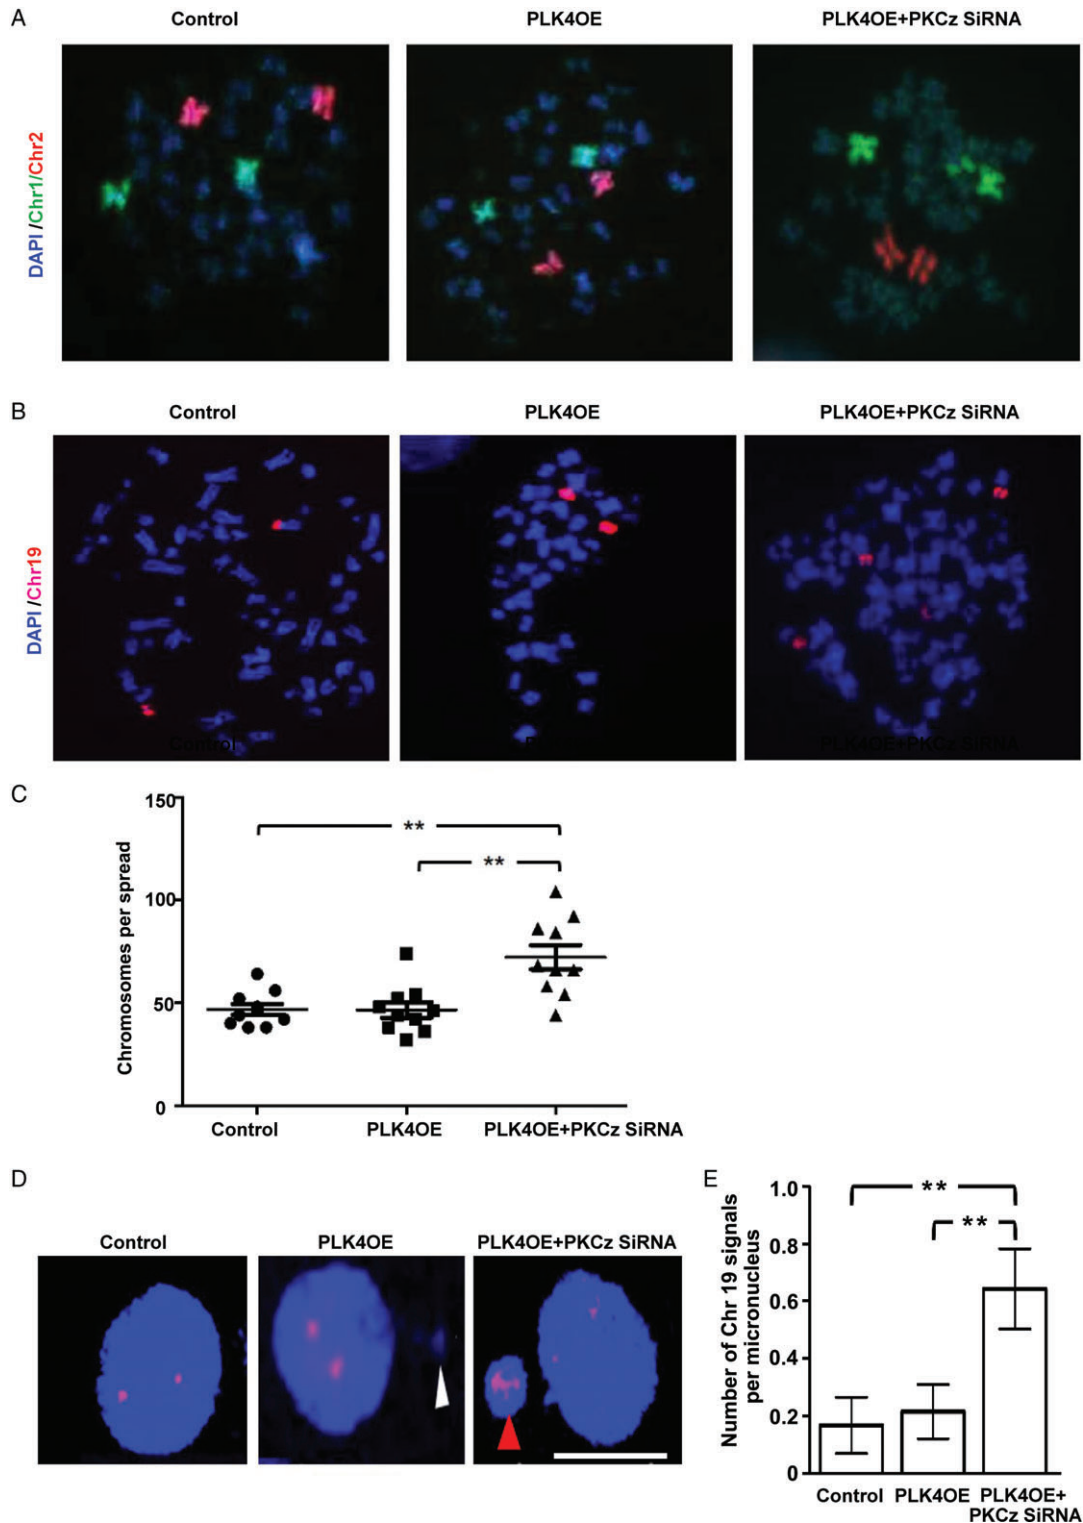 A
Control
PLK4OE
PLK4OE+PKCz SiRNA
DAPI /Chr1/Chr2
B
Control
PLK4OE
PLK4OE+PKCz SiRNA
DAPI /Chr19
Control
PLK4OE+PKCz SiRNA
C
Chromosomes per spread
150
100
50
0
**
**
Control
PLK4OE
PLK4OE+PKCz SiRNA
D
Control
PLK4OE
PLK4OE+PKCz SiRNA
E
Number of Chr 19 signals
per micronucleus
1.0
0.8
0.6
0.4
0.2
0
**
**
Control
PLK4OE
PLK4OE+
PKCz SiRNA